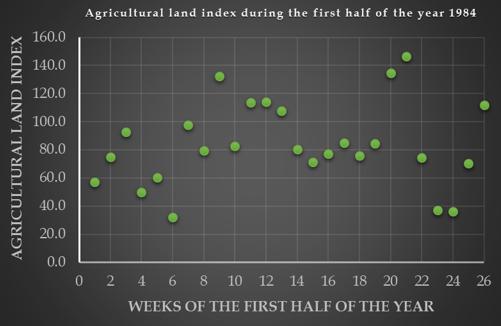 Agricultural land index during the first half of the year 1984
AGRICULTURAL LAND INDEX
160.0
140.0
120.0
100.0
80.0
60.0
40.0
20.0
0.0
0 2 4 6 8 10 12 14 16 18 20 22 24 26
WEEKS OF THE FIRST HALF OF THE YEAR